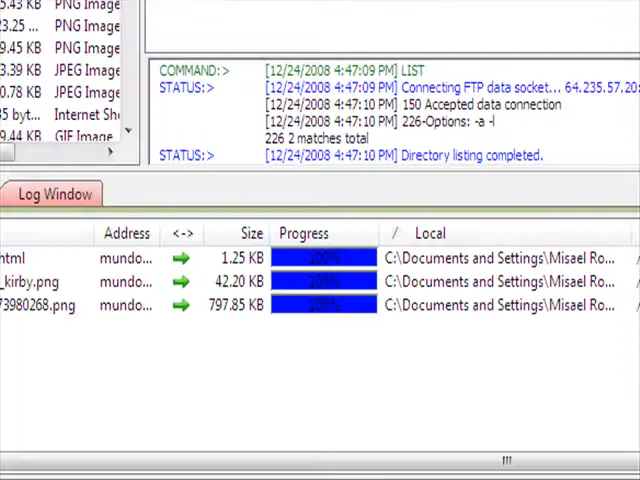 5.43 KB PNG Image
23.25 ... PNG Image
9.45 KB PNG Image
3.39 KB JPEG Image
0.78 KB JPEG Image
35 byt... Internet Sh
9.44 KB GIF Image
COMMAND:> [12/24/2008 4:47:09 PM] LIST
STATUS:> [12/24/2008 4:47:09 PM] Connecting FTP data socket... 64.235.57.20:
[12/24/2008 4:47:10 PM] 150 Accepted data connection
[12/24/2008 4:47:10 PM] 226-Options: -a -l
226 2 matches total
STATUS:> [12/24/2008 4:47:10 PM] Directory listing completed.
Log Window
Address <-> Size Progress / Local
html mundo... 1.25 KB 100% C:\Documents and Settings\Misael Ro...
_kirby.png mundo... 42.20 KB 100% C:\Documents and Settings\Misael Ro...
73980268.png mundo... 797.85 KB 100% C:\Documents and Settings\Misael Ro...